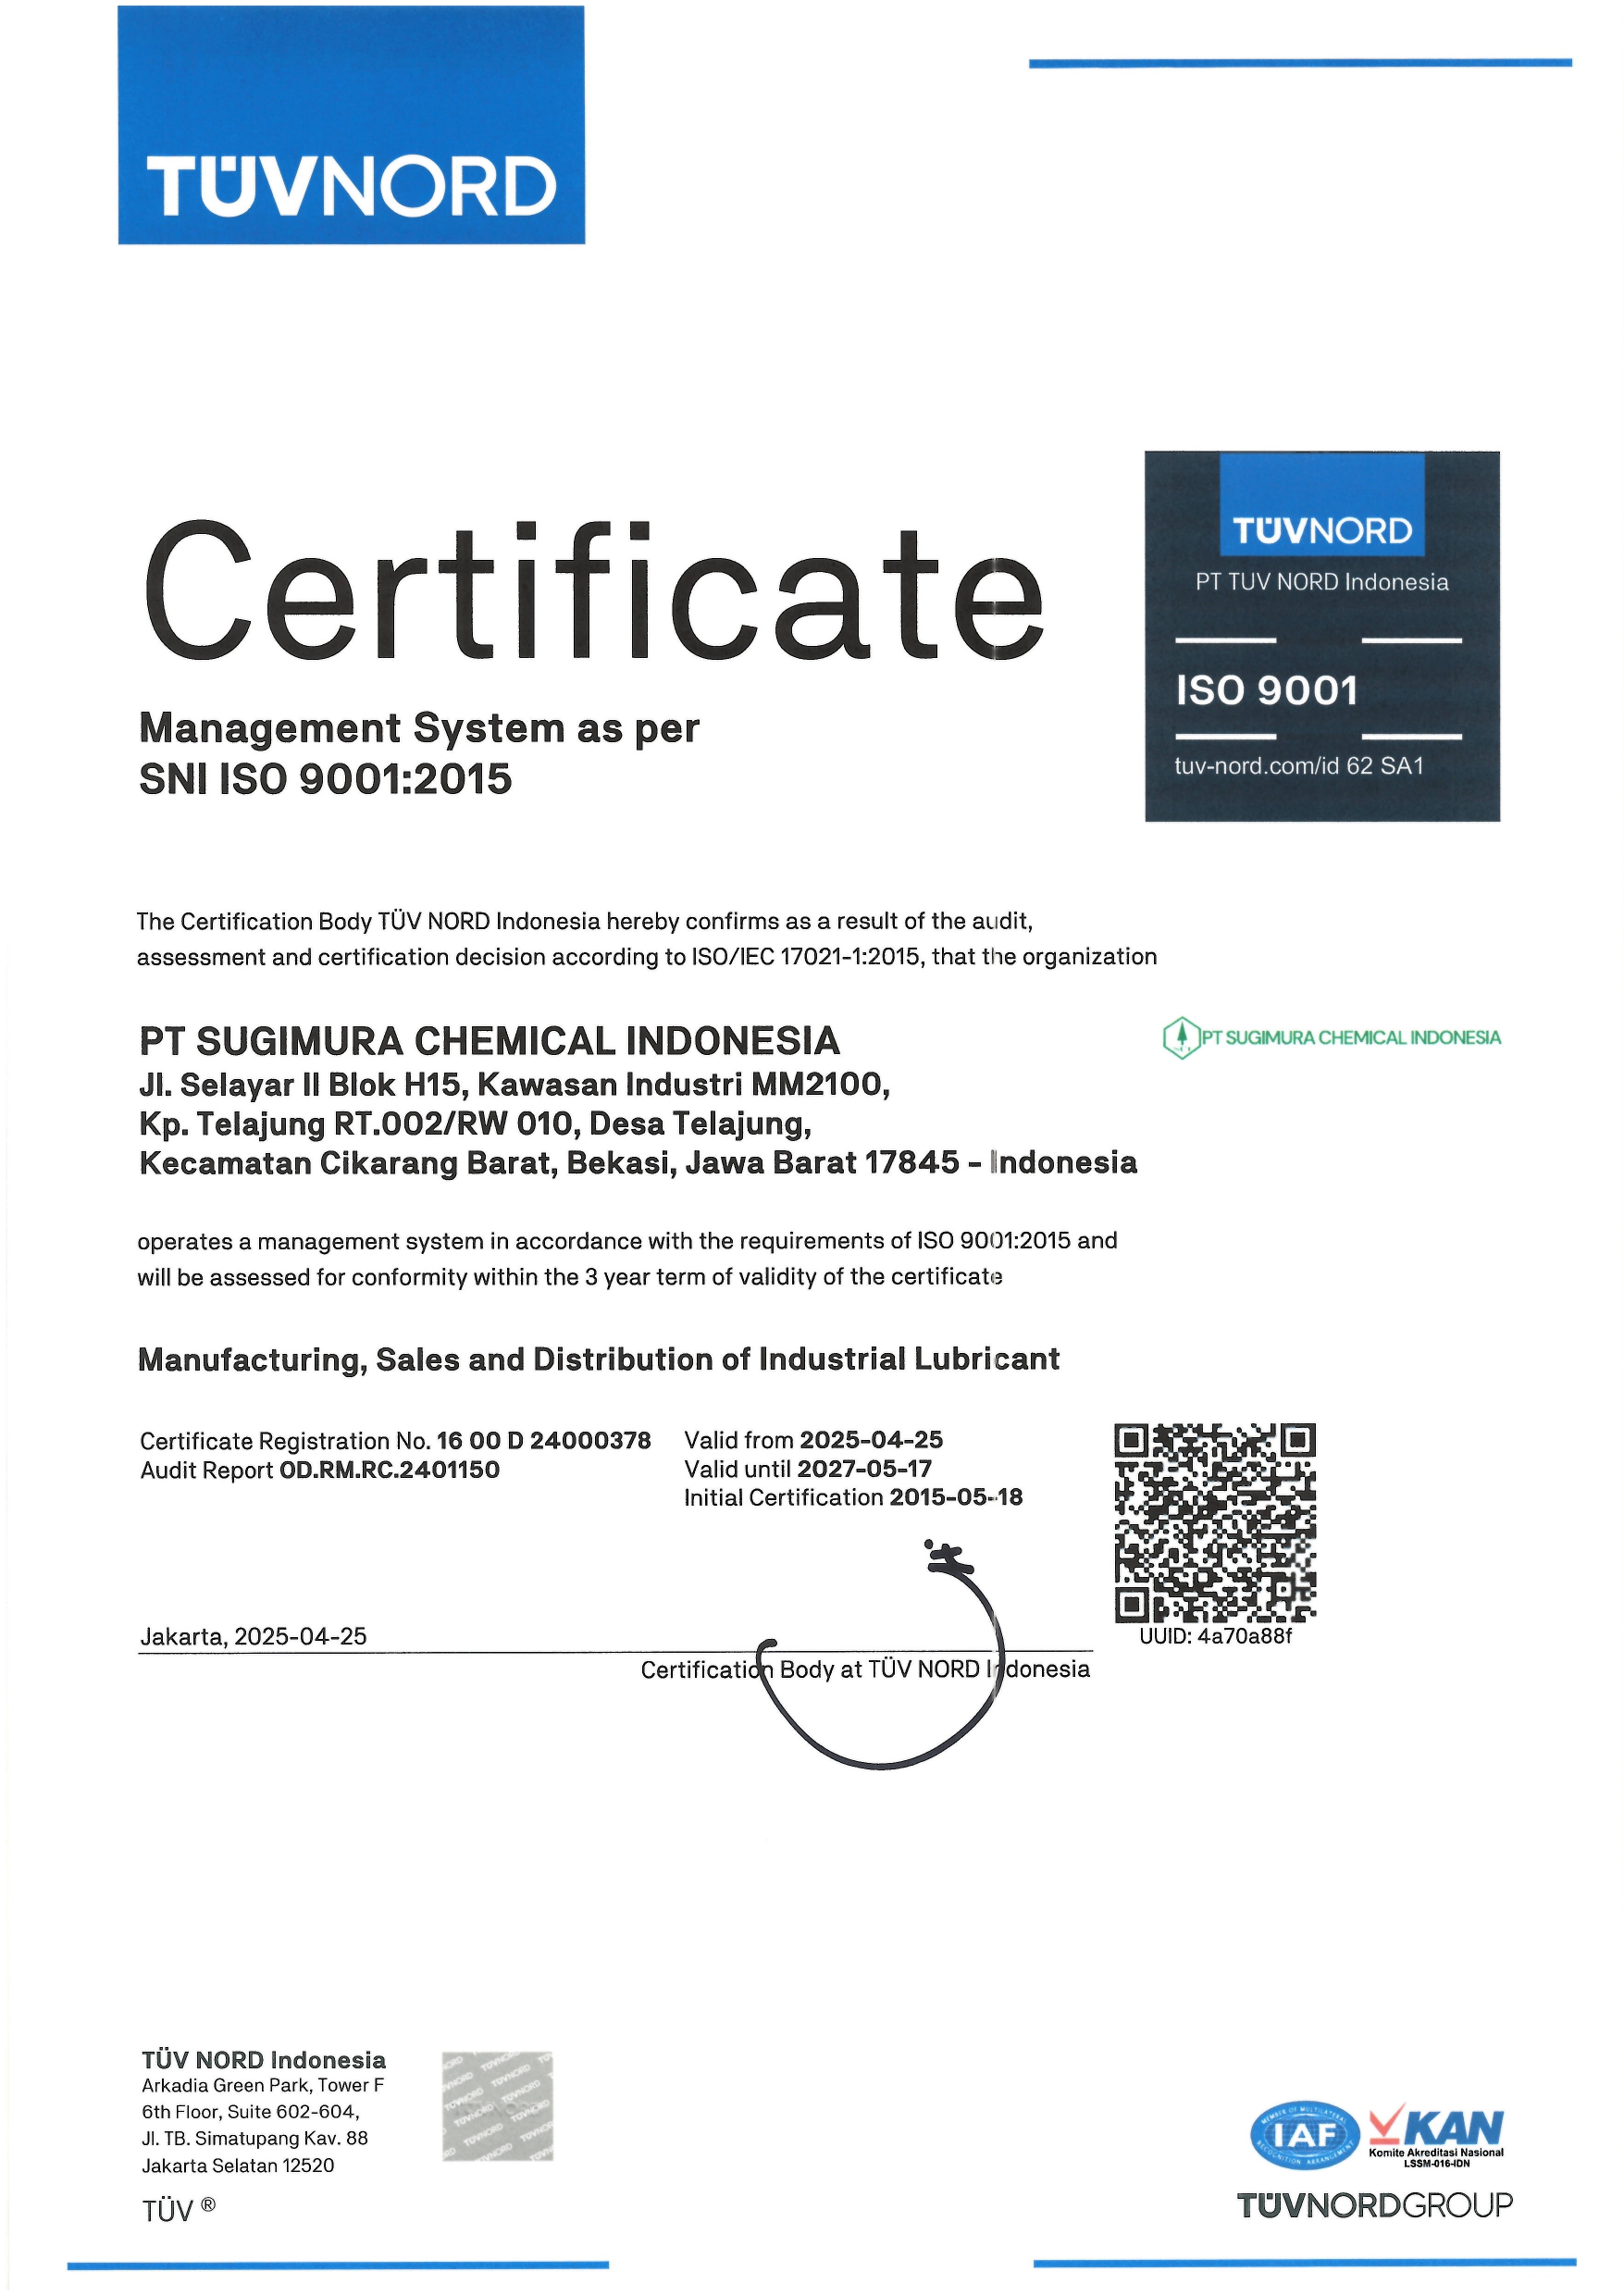 TÜVNORD
TÜVNORD
PT TUV NORD Indonesia
ISO 9001
tuv-nord.com/id 62 SA1
Certificate
Management System as per
SNI ISO 9001:2015
The Certification Body TÜV NORD Indonesia hereby confirms as a result of the audit,
assessment and certification decision according to ISO/IEC 17021-1:2015, that the organization
PT SUGIMURA CHEMICAL INDONESIA
PT SUGIMURA CHEMICAL INDONESIA
Jl. Selayar II Blok H15, Kawasan Industri MM2100,
Kp. Telajung RT.002/RW 010, Desa Telajung,
Kecamatan Cikarang Barat, Bekasi, Jawa Barat 17845 - Indonesia
operates a management system in accordance with the requirements of ISO 9001:2015 and
will be assessed for conformity within the 3 year term of validity of the certificate
Manufacturing, Sales and Distribution of Industrial Lubricant
Certificate Registration No. 16 00 D 24000378
Audit Report OD.RM.RC.2401150
Valid from 2025-04-25
Valid until 2027-05-17
Initial Certification 2015-05-18
UUID: 4a70a88f
Jakarta, 2025-04-25
Certification Body at TÜV NORD Indonesia
TÜV NORD Indonesia
Arkadia Green Park, Tower F
6th Floor, Suite 602-604,
Jl. TB. Simatupang Kav. 88
Jakarta Selatan 12520
TÜV ®
TÜVNORD
MEMBER OF MULTILATERAL
IAF
RECOGNITION ARRANGEMENT
KAN
Komite Akreditasi Nasional
LSSM-016-IDN
TÜVNORDGROUP